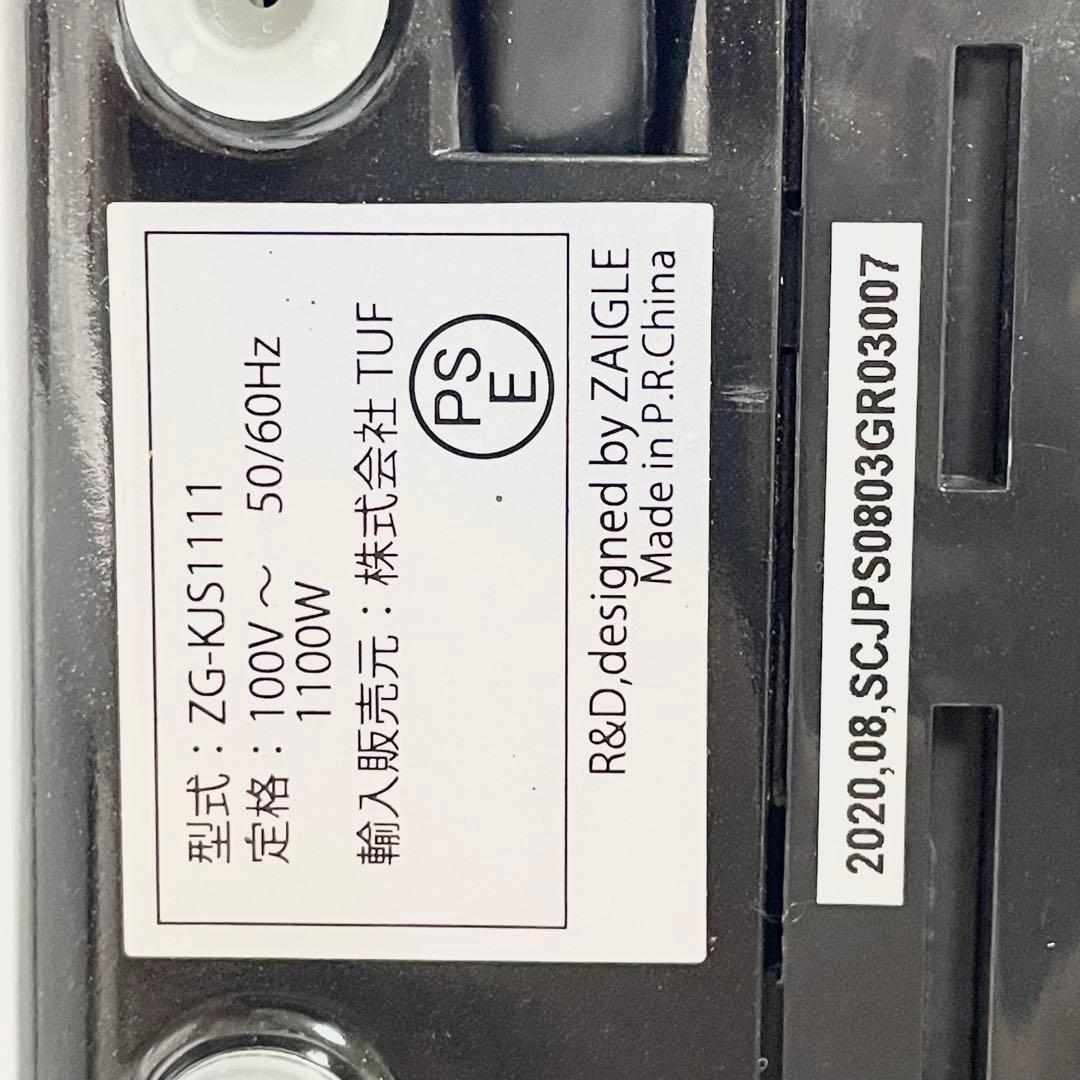 型式：ZG-KJS1111
定格：100V～ 50/60Hz
1100W
輸入販売元：株式会社 TUF
PS
E
R&D,designed by ZAIGLE
Made in P.R.China
2020,08,SCJPS0803GR03007